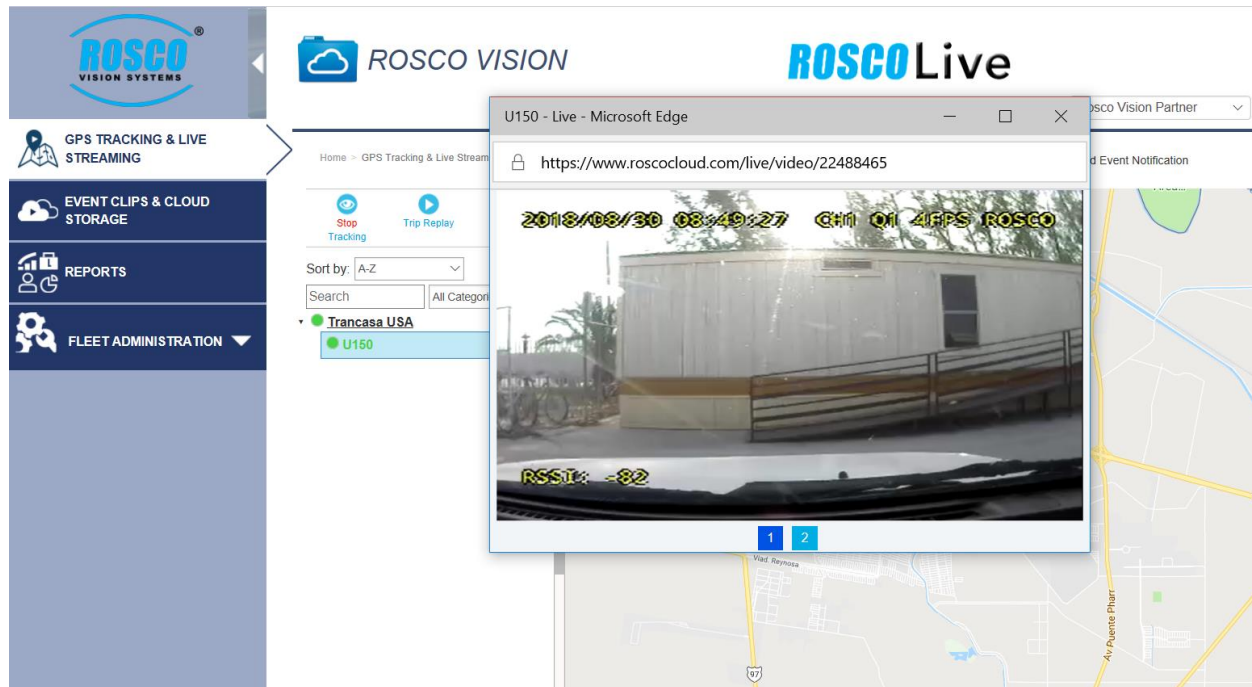 ROSCO®
VISION SYSTEMS
ROSCO VISION
ROSCO Live
U150 - Live - Microsoft Edge
Rosco Vision Partner
https://www.roscocloud.com/live/video/22488465
GPS TRACKING & LIVE
STREAMING
Home > GPS Tracking & Live Stream
d Event Notification
EVENT CLIPS & CLOUD
STORAGE
Stop
Tracking
Trip Replay
2018/08/30 08:49:27 CH1 Q1 4FPS ROSCO
REPORTS
Sort by: A-Z
Search
All Categori
Trancasa USA
U150
FLEET ADMINISTRATION
RSSI: -82
1 2
Viad. Reynosa
Av Puente Pharr
97